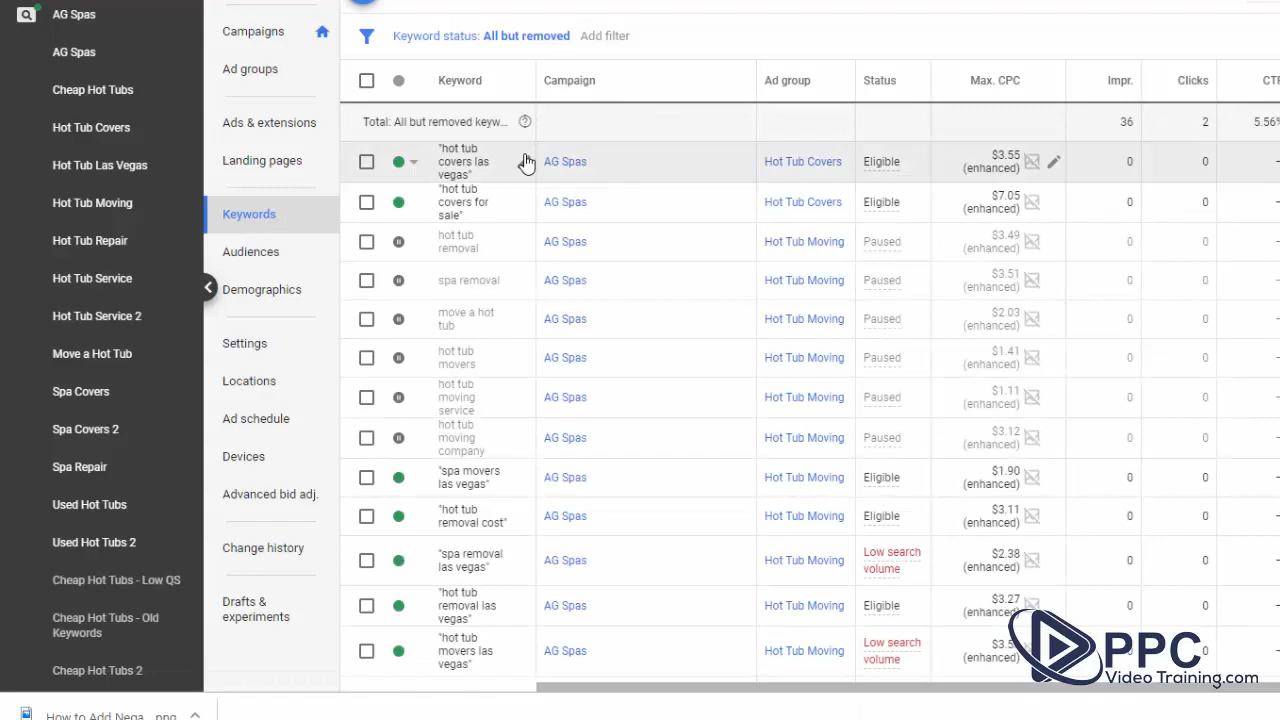 AG Spas
AG Spas
Cheap Hot Tubs
Hot Tub Covers
Hot Tub Las Vegas
Hot Tub Moving
Hot Tub Repair
Hot Tub Service
Hot Tub Service 2
Move a Hot Tub
Spa Covers
Spa Covers 2
Spa Repair
Used Hot Tubs
Used Hot Tubs 2
Cheap Hot Tubs - Low QS
Cheap Hot Tubs - Old
Keywords
Cheap Hot Tubs 2
Campaigns
Ad groups
Ads & extensions
Landing pages
Keywords
Audiences
Demographics
Settings
Locations
Ad schedule
Devices
Advanced bid adj.
Change history
Drafts &
experiments
Keyword status: All but removed Add filter
Keyword Campaign Ad group Status Max. CPC Impr. Clicks CTR
Total: All but removed keyw... 36 2 5.56%
"hot tub
covers las
vegas" AG Spas Hot Tub Covers Eligible $3.55
(enhanced) 0 0 -
"hot tub
covers for
sale" AG Spas Hot Tub Covers Eligible $7.05
(enhanced) 0 0 -
hot tub
removal AG Spas Hot Tub Moving Paused $3.49
(enhanced) 0 0 -
spa removal AG Spas Hot Tub Moving Paused $3.51
(enhanced) 0 0 -
move a hot
tub AG Spas Hot Tub Moving Paused $2.03
(enhanced) 0 0 -
hot tub
movers AG Spas Hot Tub Moving Paused $1.41
(enhanced) 0 0 -
hot tub
moving
service AG Spas Hot Tub Moving Paused $1.11
(enhanced) 0 0 -
hot tub
moving
company AG Spas Hot Tub Moving Paused $3.12
(enhanced) 0 0 -
"spa movers
las vegas" AG Spas Hot Tub Moving Eligible $1.90
(enhanced) 0 0 -
"hot tub
removal cost" AG Spas Hot Tub Moving Eligible $3.11
(enhanced) 0 0 -
"spa removal
las vegas" AG Spas Hot Tub Moving Low search
volume $2.38
(enhanced) 0 0 -
"hot tub
removal las
vegas" AG Spas Hot Tub Moving Eligible $3.27
(enhanced) 0 0 -
"hot tub
movers las
vegas" AG Spas Hot Tub Moving Low search
volume
(enhanced)
PPC
Video Training.com
How to Add Nega....png